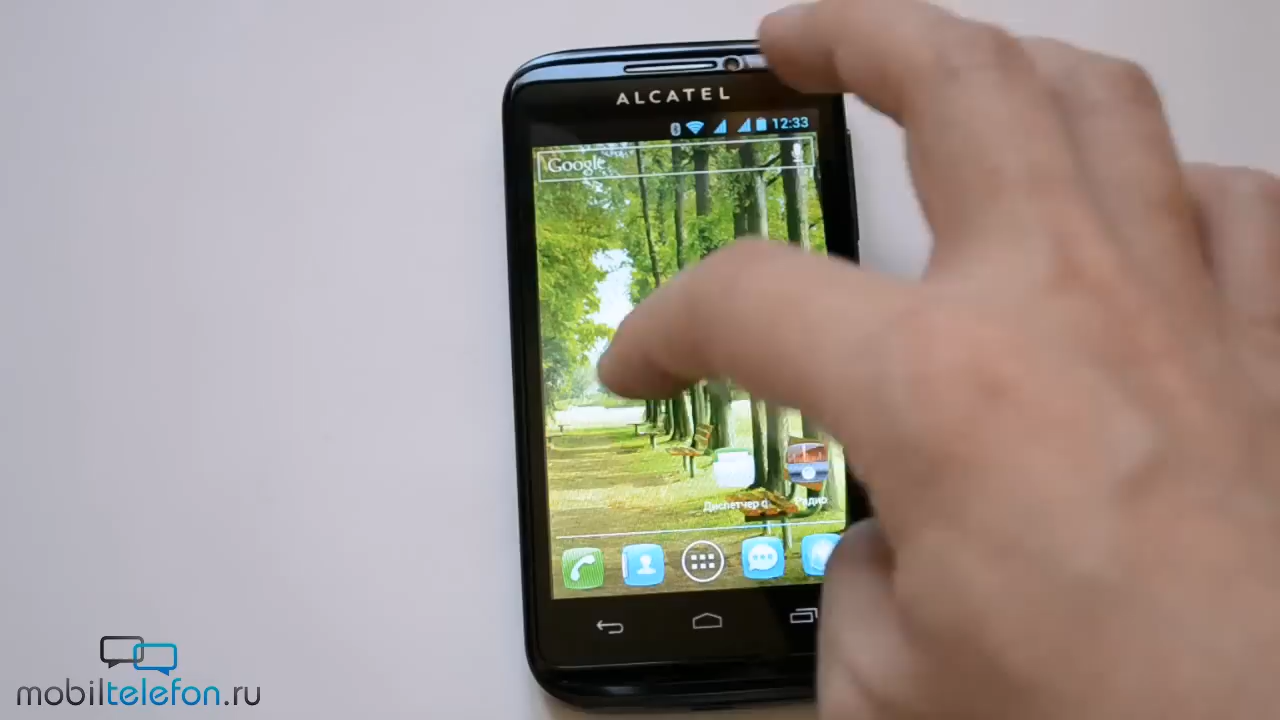 ALCATEL
12:33
Google
Диспетчер ф
Радио
mobiltelefon.ru